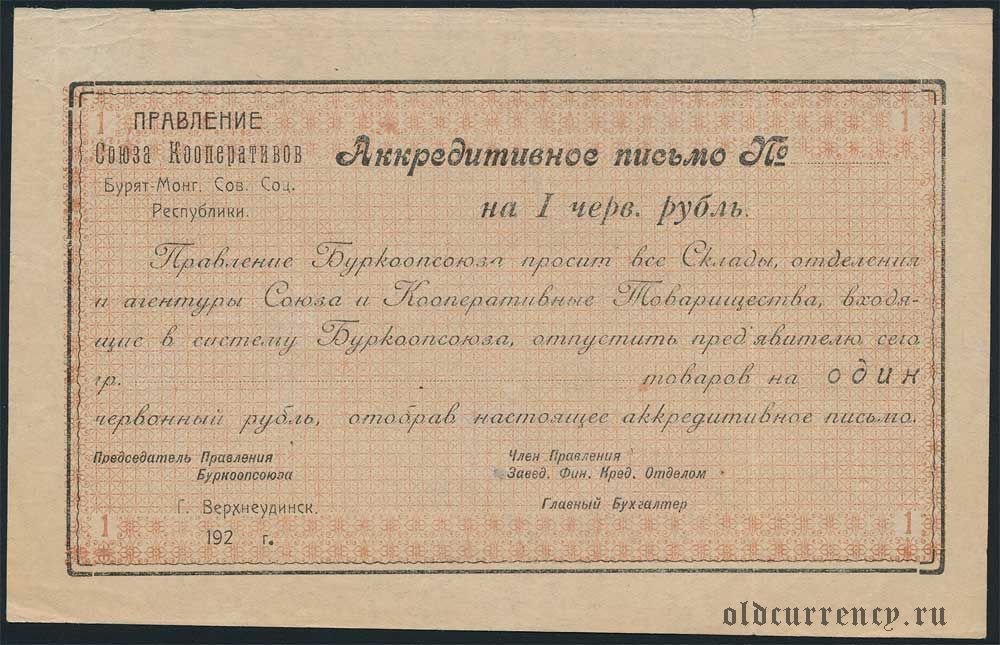 1 1
ПРАВЛЕНИЕ
Союза Кооперативов
Бурят-Монг. Сов. Соц.
Республики.
Аккредитивное письмо №
на 1 черв. рубль.
Правление Буркоопсоюза просит все Склады, отделения
и агентуры Союза и Кооперативные Товарищества, входя-
щие в систему Буркоопсоюза, отпустить пред'явителю сего
гр. товаров на один
червонный рубль, отобрав настоящее аккредитивное письмо.
Председатель Правления
Буркоопсоюза
Член Правления
Завед. Фин. Кред. Отделом
Г. Верхнеудинск.
Главный Бухгалтер
192 г.
1 1
oldcurrency.ru